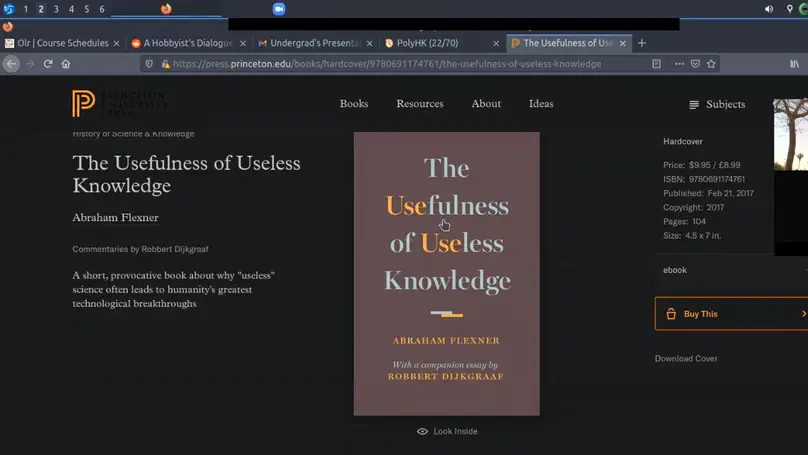 1 2 3 4 5 6
Olr | Course Schedules
A Hobbyist's Dialogue
Undergrad's Presenta
PolyHK (22/70)
The Usefulness of Use
https://press.princeton.edu/books/hardcover/9780691174761/the-usefulness-of-useless-knowledge
PRINCETON
UNIVERSITY
PRESS
Books
Resources
About
Ideas
Subjects
History of Science & Knowledge
The Usefulness of Useless
Knowledge
Abraham Flexner
Commentaries by Robbert Dijkgraaf
A short, provocative book about why "useless"
science often leads to humanity's greatest
technological breakthroughs
The
Usefulness
of Useless
Knowledge
ABRAHAM FLEXNER
With a companion essay by
ROBBERT DIJKGRAAF
Look Inside
Hardcover
Price: $9.95 / £8.99
ISBN: 9780691174761
Published: Feb 21, 2017
Copyright: 2017
Pages: 104
Size: 4.5 x 7 in.
ebook
Buy This
Download Cover